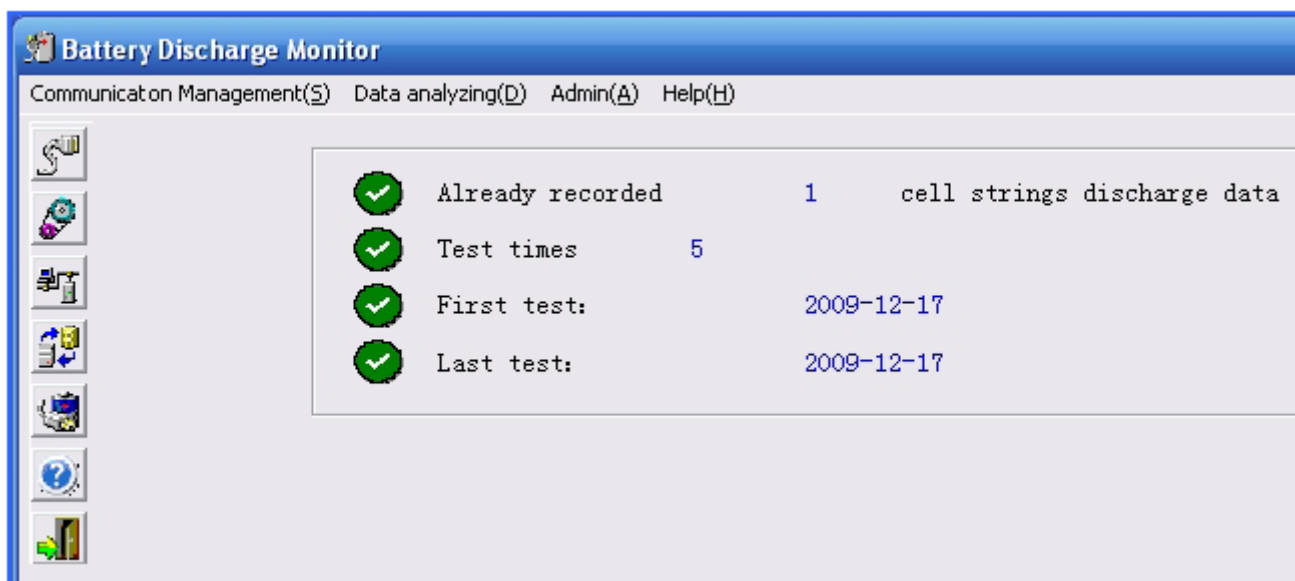 Battery Discharge Monitor
Communicaton Management(S) Data analyzing(D) Admin(A) Help(H)
Already recorded 1 cell strings discharge data
Test times 5
First test: 2009-12-17
Last test: 2009-12-17